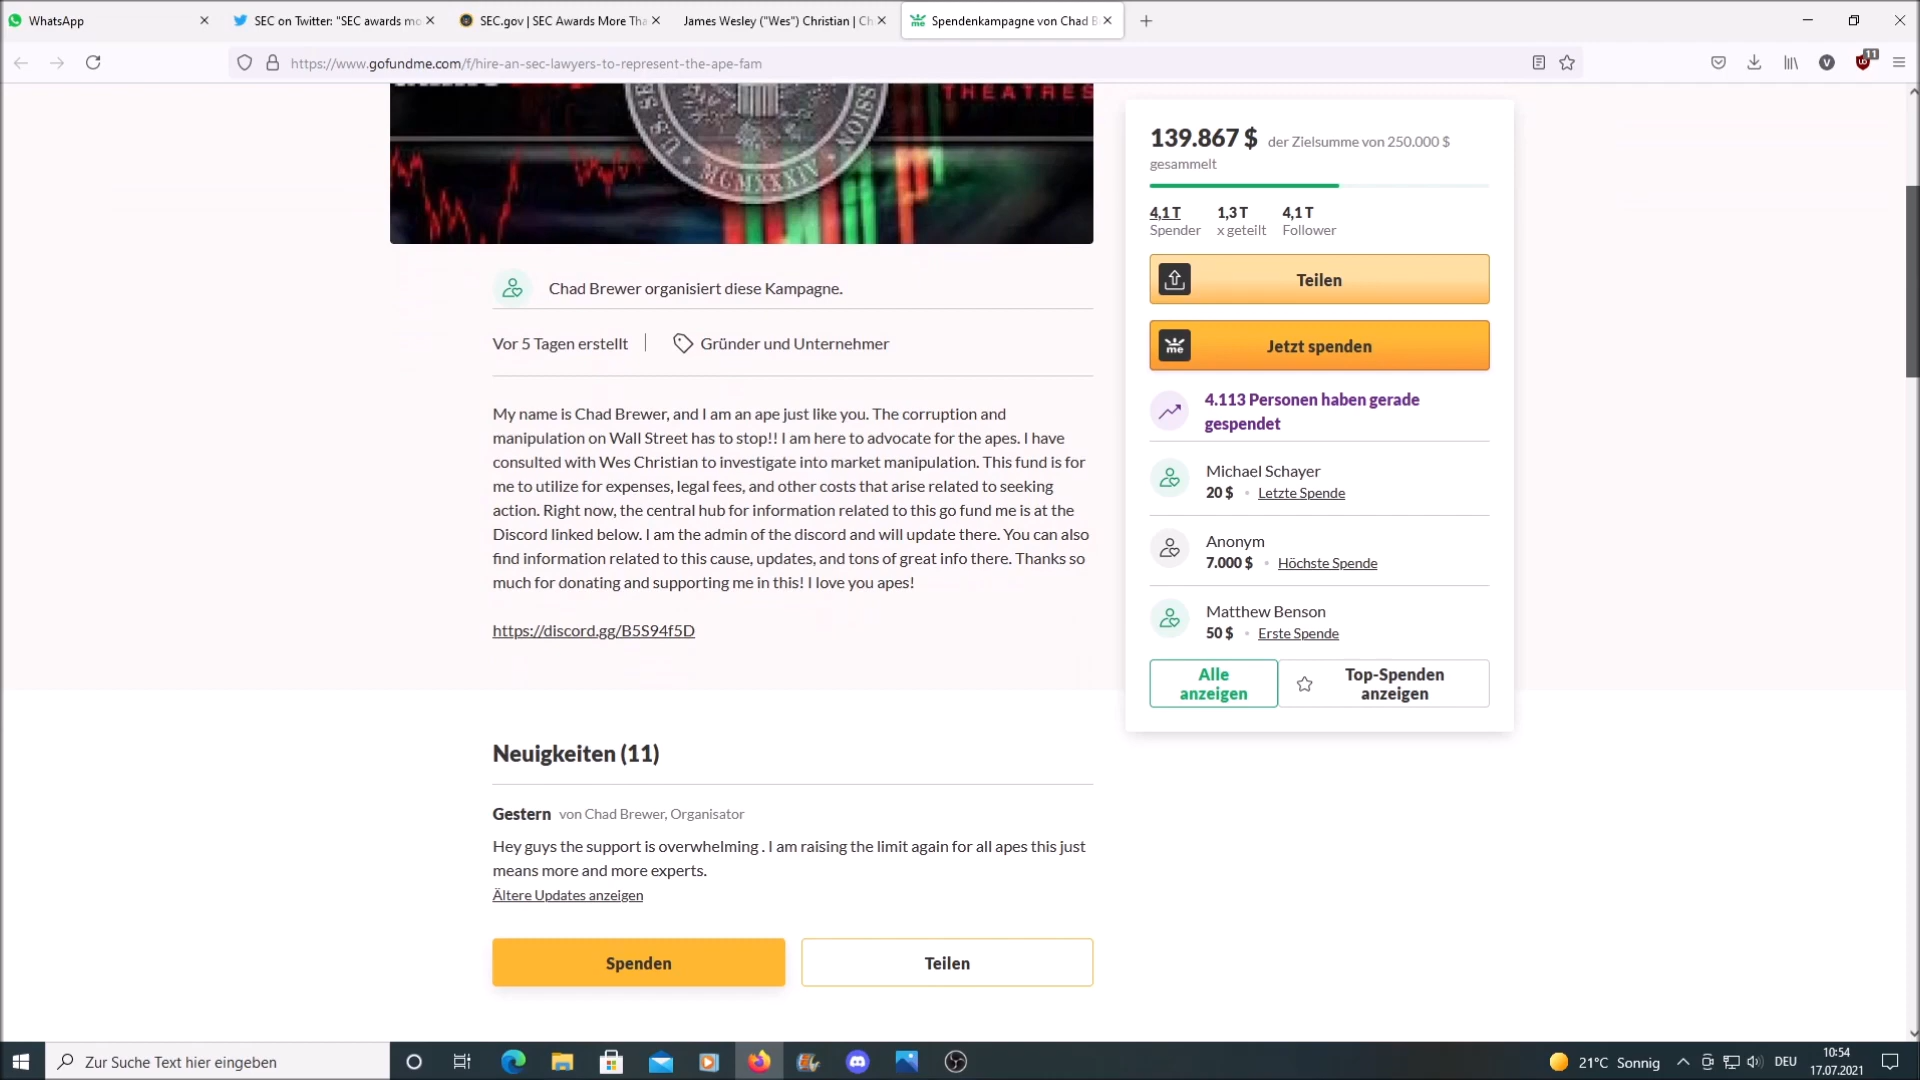 WhatsApp
SEC on Twitter: "SEC awards mo
SEC.gov | SEC Awards More Tha
James Wesley ("Wes") Christian | Ch
Spendenkampagne von Chad B
https://www.gofundme.com/f/hire-an-sec-lawyers-to-represent-the-ape-fam
11
THEATRES
MCMXXXIV
139.867 $ der Zielsumme von 250.000 $
gesammelt
4,1 T
Spender
1,3 T
x geteilt
4,1 T
Follower
Teilen
me
Jetzt spenden
4.113 Personen haben gerade
gespendet
Michael Schayer
20 $ • Letzte Spende
Anonym
7.000 $ • Höchste Spende
Matthew Benson
50 $ • Erste Spende
Alle
anzeigen
Top-Spenden
anzeigen
Chad Brewer organisiert diese Kampagne.
Vor 5 Tagen erstellt
Gründer und Unternehmer
My name is Chad Brewer, and I am an ape just like you. The corruption and
manipulation on Wall Street has to stop!! I am here to advocate for the apes. I have
consulted with Wes Christian to investigate into market manipulation. This fund is for
me to utilize for expenses, legal fees, and other costs that arise related to seeking
action. Right now, the central hub for information related to this go fund me is at the
Discord linked below. I am the admin of the discord and will update there. You can also
find information related to this cause, updates, and tons of great info there. Thanks so
much for donating and supporting me in this! I love you apes!
https://discord.gg/B5S94f5D
Neuigkeiten (11)
Gestern von Chad Brewer, Organisator
Hey guys the support is overwhelming . I am raising the limit again for all apes this just
means more and more experts.
Ältere Updates anzeigen
Spenden
Teilen
Zur Suche Text hier eingeben
21°C Sonnig
DEU
10:54
17.07.2021